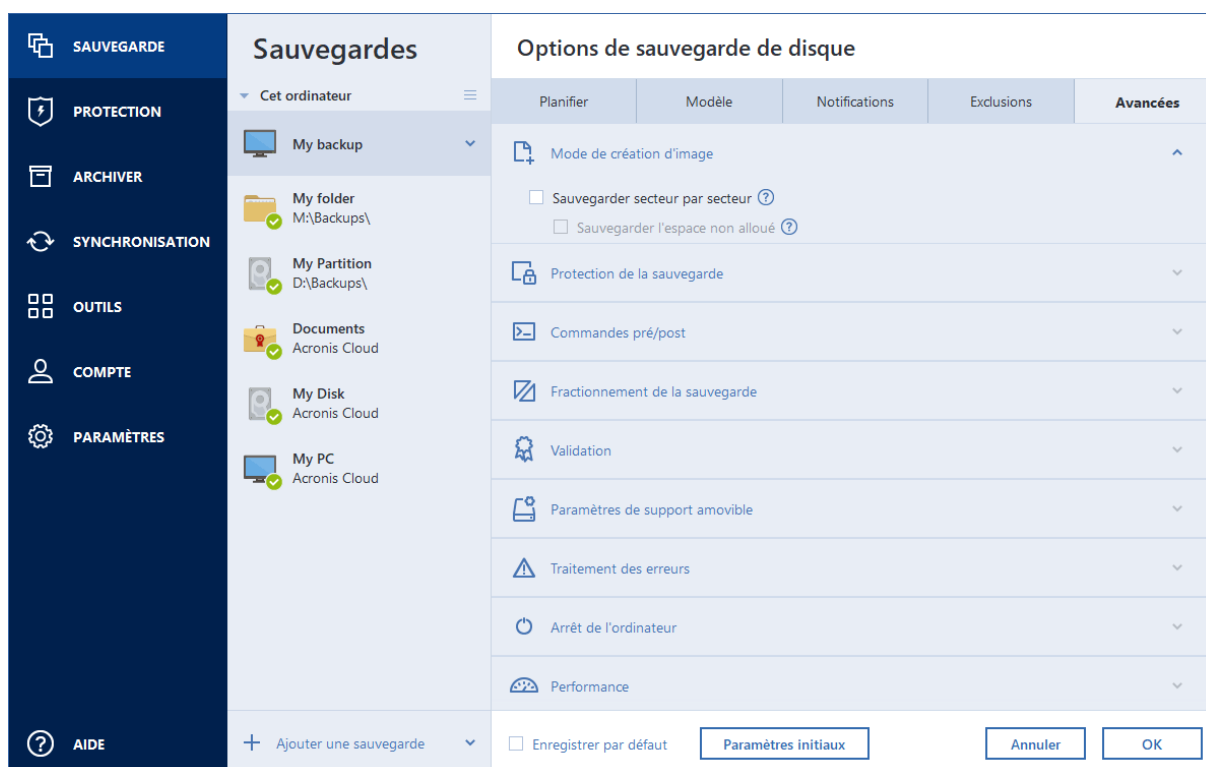 SAUVEGARDE
PROTECTION
ARCHIVER
SYNCHRONISATION
OUTILS
COMPTE
PARAMÈTRES
AIDE
Sauvegardes
Cet ordinateur
My backup
My folder
M:\Backups\
My Partition
D:\Backups\
Documents
Acronis Cloud
My Disk
Acronis Cloud
My PC
Acronis Cloud
Ajouter une sauvegarde
Options de sauvegarde de disque
Planifier
Modèle
Notifications
Exclusions
Avancées
Mode de création d'image
Sauvegarder secteur par secteur ?
Sauvegarder l'espace non alloué ?
Protection de la sauvegarde
Commandes pré/post
Fractionnement de la sauvegarde
Validation
Paramètres de support amovible
Traitement des erreurs
Arrêt de l'ordinateur
Performance
Enregistrer par défaut
Paramètres initiaux
Annuler
OK